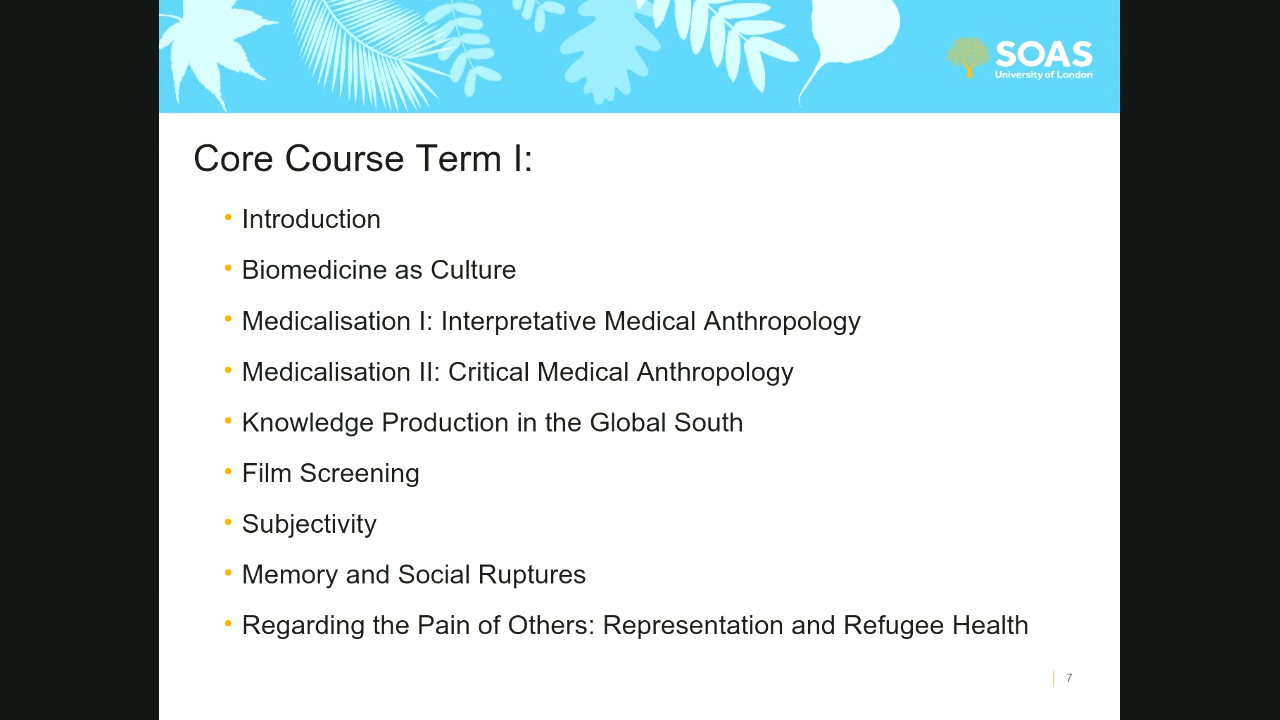 SOAS
University of London
Core Course Term I:
• Introduction
• Biomedicine as Culture
• Medicalisation I: Interpretative Medical Anthropology
• Medicalisation II: Critical Medical Anthropology
• Knowledge Production in the Global South
• Film Screening
• Subjectivity
• Memory and Social Ruptures
• Regarding the Pain of Others: Representation and Refugee Health
7